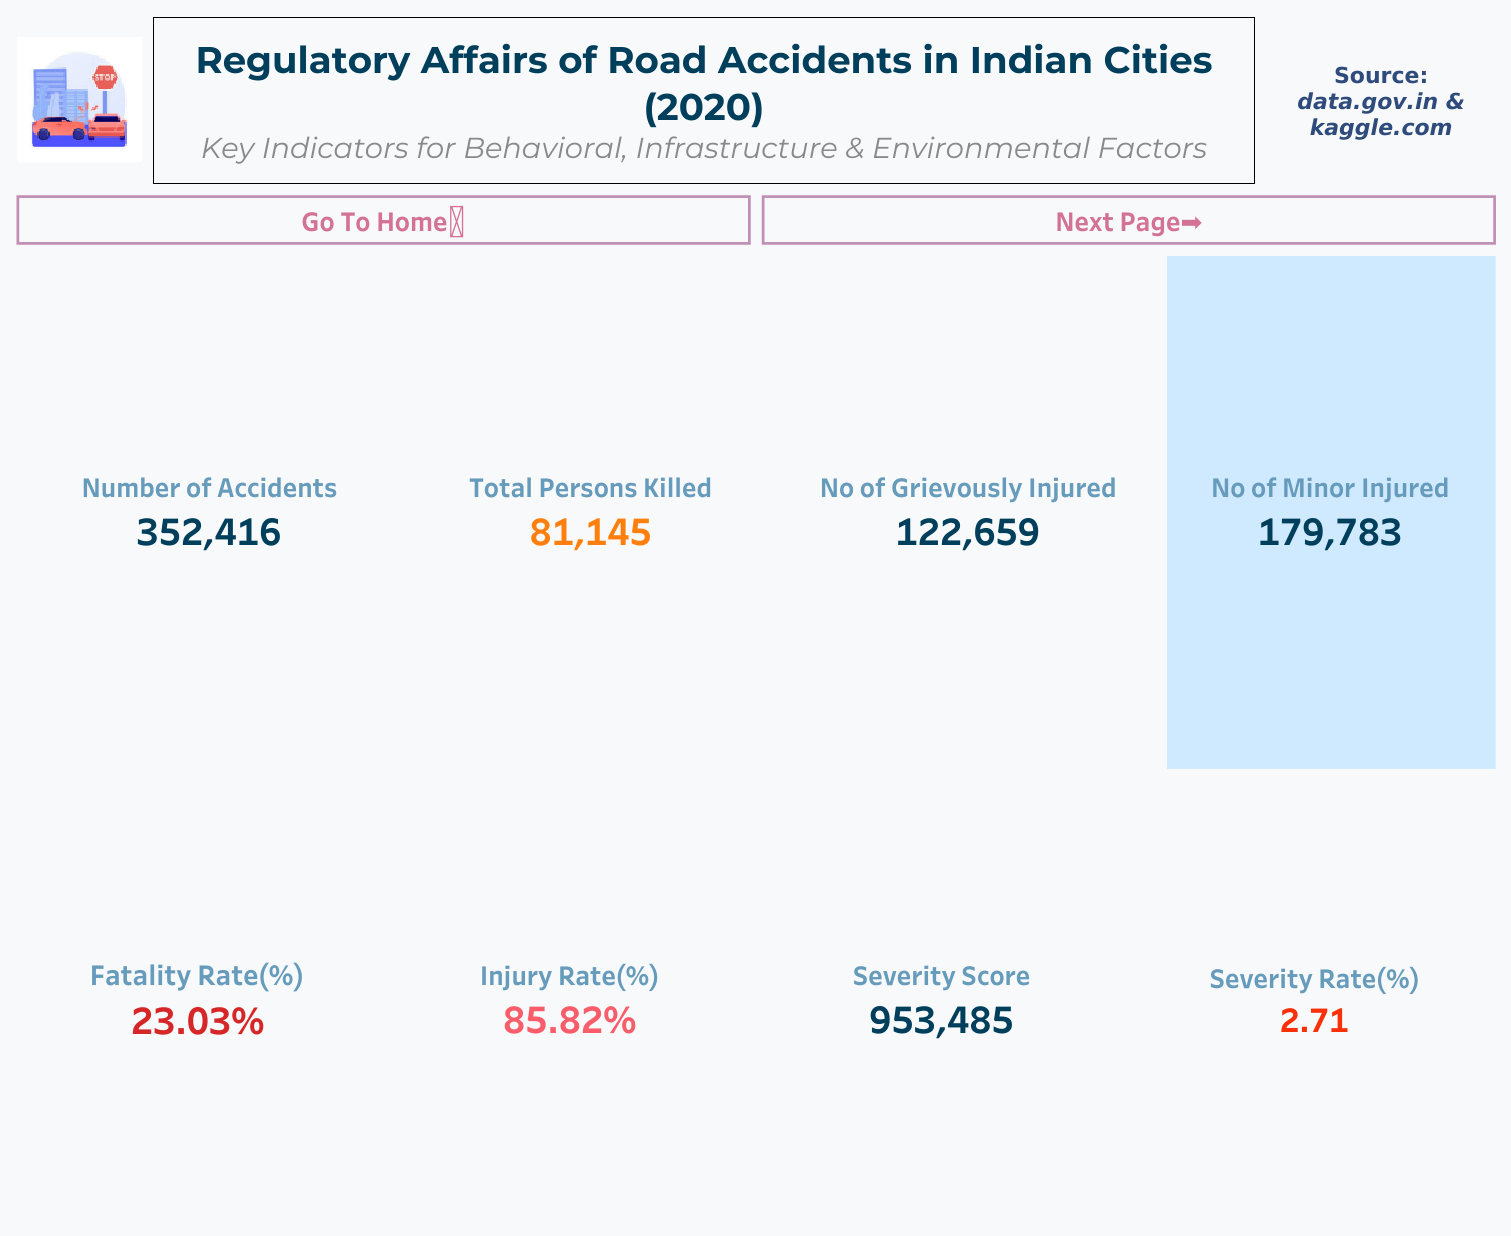 STOP
Regulatory Affairs of Road Accidents in Indian Cities
(2020)
Key Indicators for Behavioral, Infrastructure & Environmental Factors
Source:
data.gov.in &
kaggle.com
Go To Home
Next Page➡
Number of Accidents
352,416
Total Persons Killed
81,145
No of Grievously Injured
122,659
No of Minor Injured
179,783
Fatality Rate(%)
23.03%
Injury Rate(%)
85.82%
Severity Score
953,485
Severity Rate(%)
2.71